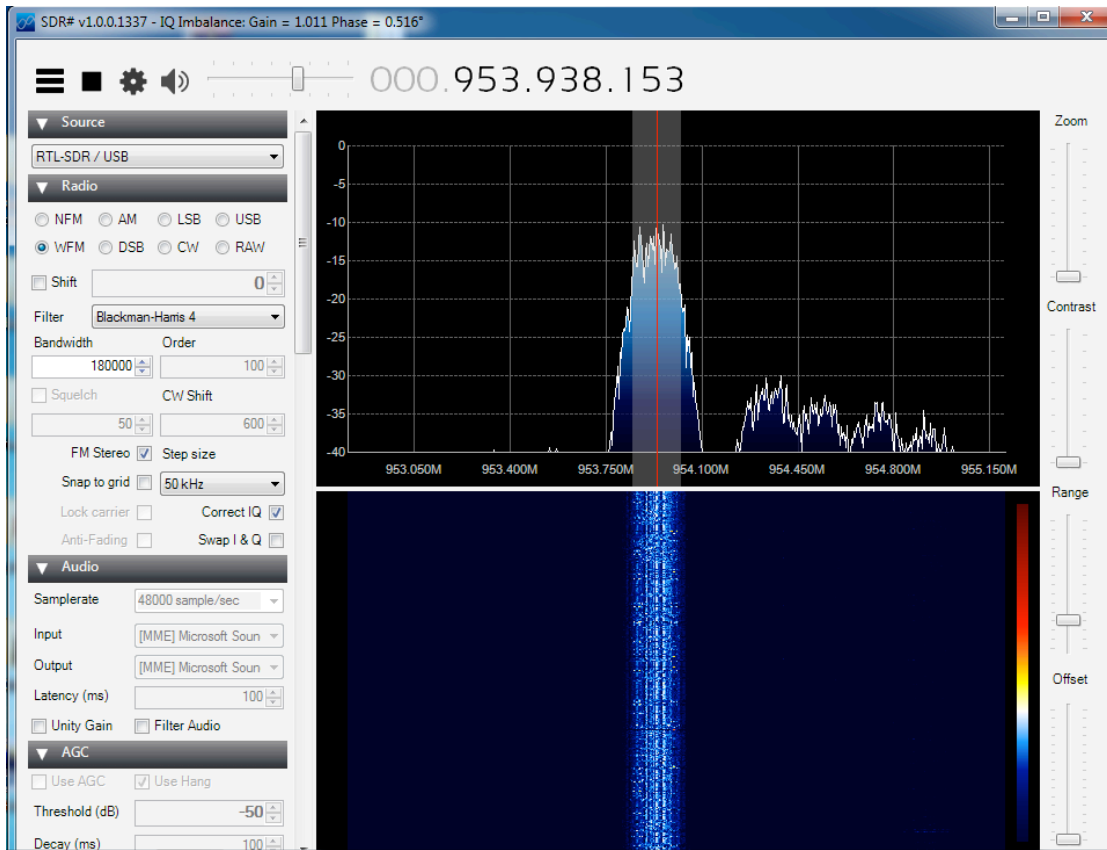 SDR# v1.0.0.1337 - IQ Imbalance: Gain = 1.011 Phase = 0.516°
000.953.938.153
Source
RTL-SDR / USB
Radio
NFM AM LSB USB
WFM DSB CW RAW
Shift 0
Filter Blackman-Harris 4
Bandwidth Order
180000 100
Squelch CW Shift
50 600
FM Stereo Step size
Snap to grid 50 kHz
Lock carrier Correct IQ
Anti-Fading Swap I & Q
Audio
Samplerate 48000 sample/sec
Input [MME] Microsoft Soun
Output [MME] Microsoft Soun
Latency (ms) 100
Unity Gain Filter Audio
AGC
Use AGC Use Hang
Threshold (dB) -50
Decay (ms) 100
0
-5
-10
-15
-20
-25
-30
-35
-40
953.050M 953.400M 953.750M 954.100M 954.450M 954.800M 955.150M
Zoom
Contrast
Range
Offset